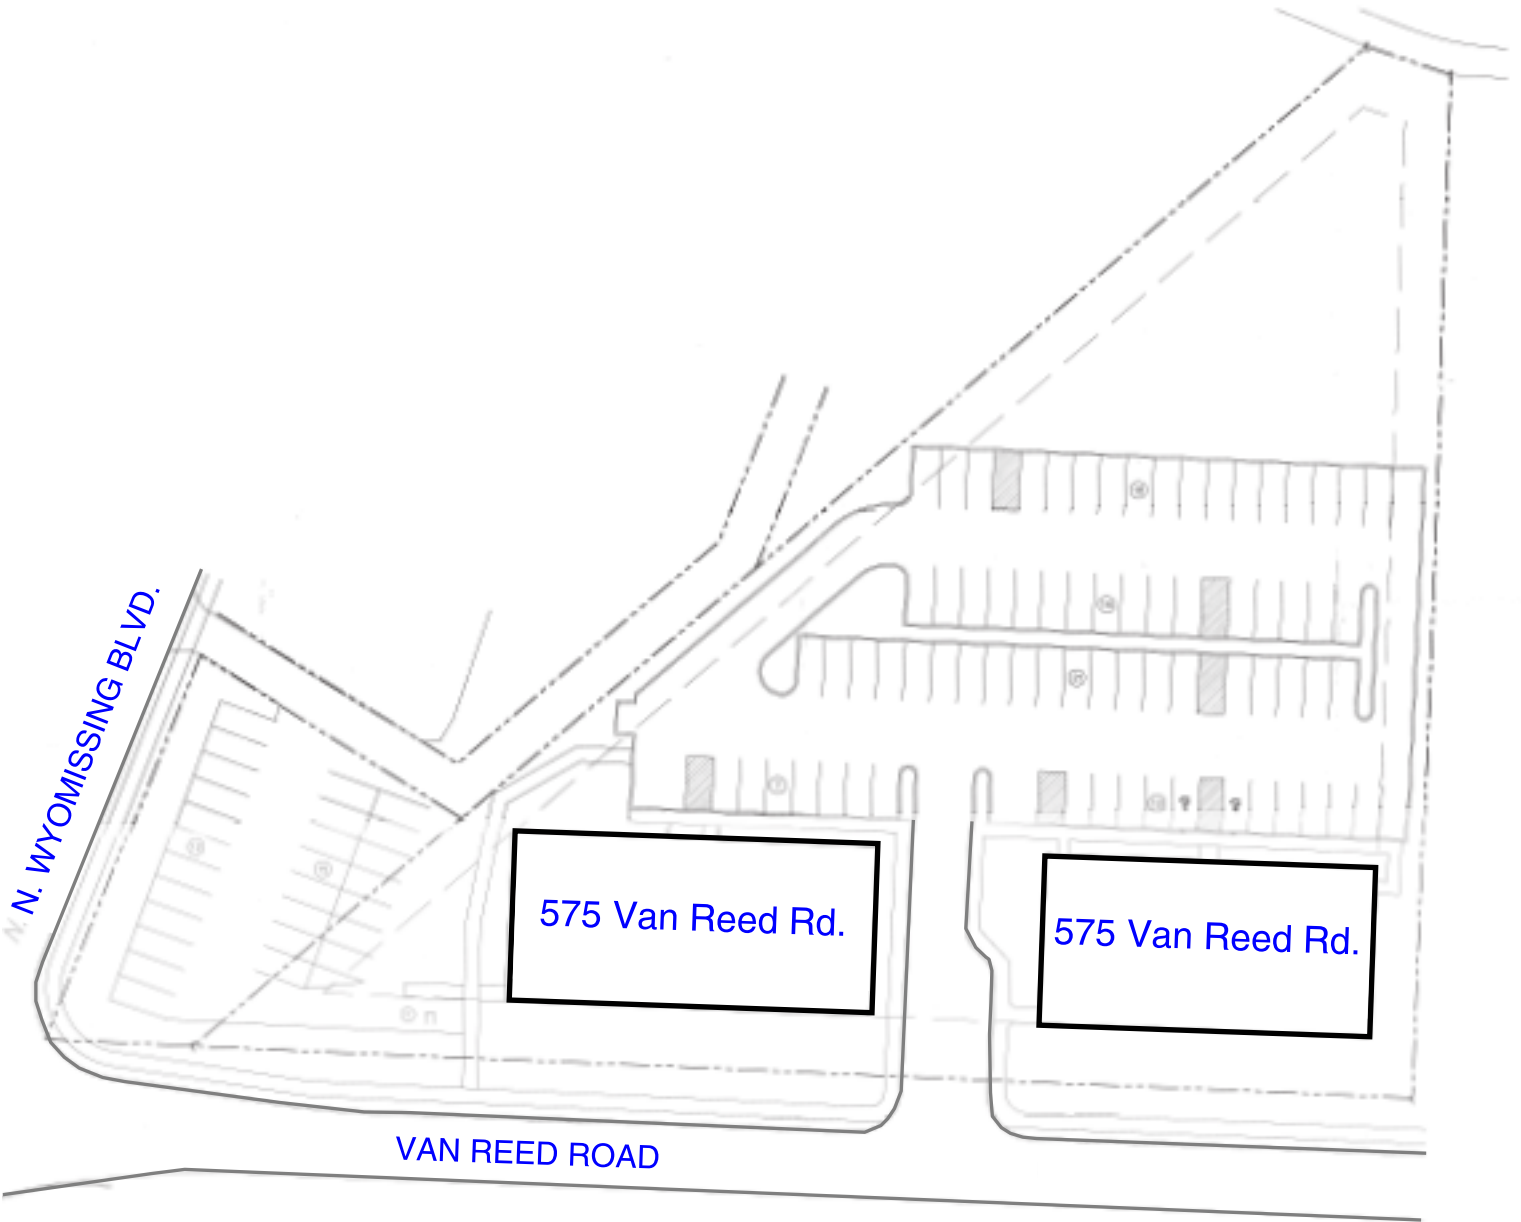 N. WYOMISSING BLVD.
575 Van Reed Rd.
575 Van Reed Rd.
VAN REED ROAD